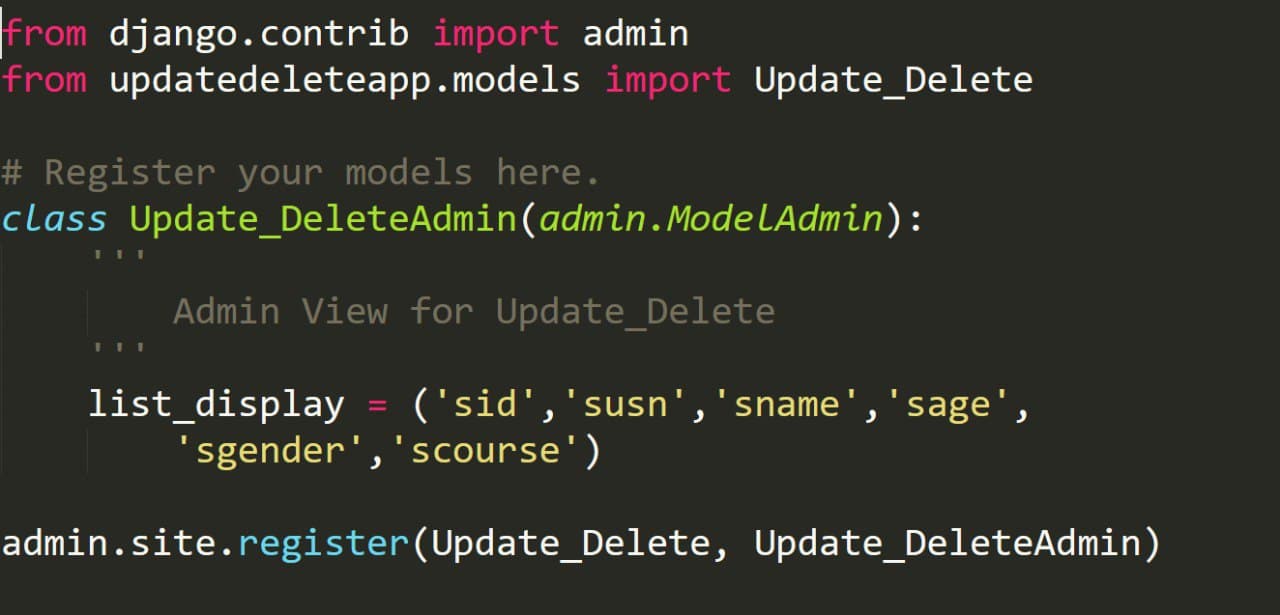 from django.contrib import admin
from updatedeleteapp.models import Update_Delete
# Register your models here.
class Update_DeleteAdmin(admin.ModelAdmin):
    '''
        Admin View for Update_Delete
    '''
    list_display = ('sid','susn','sname','sage',
        'sgender','scourse')
admin.site.register(Update_Delete, Update_DeleteAdmin)